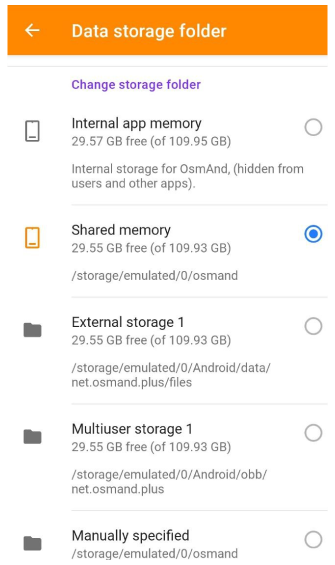 Data storage folder
Change storage folder
Internal app memory
29.57 GB free (of 109.95 GB)
Internal storage for OsmAnd, (hidden from
users and other apps).
Shared memory
29.55 GB free (of 109.93 GB)
/storage/emulated/0/osmand
External storage 1
29.55 GB free (of 109.93 GB)
/storage/emulated/0/Android/data/
net.osmand.plus/files
Multiuser storage 1
29.55 GB free (of 109.93 GB)
/storage/emulated/0/Android/obb/
net.osmand.plus
Manually specified
/storage/emulated/0/osmand